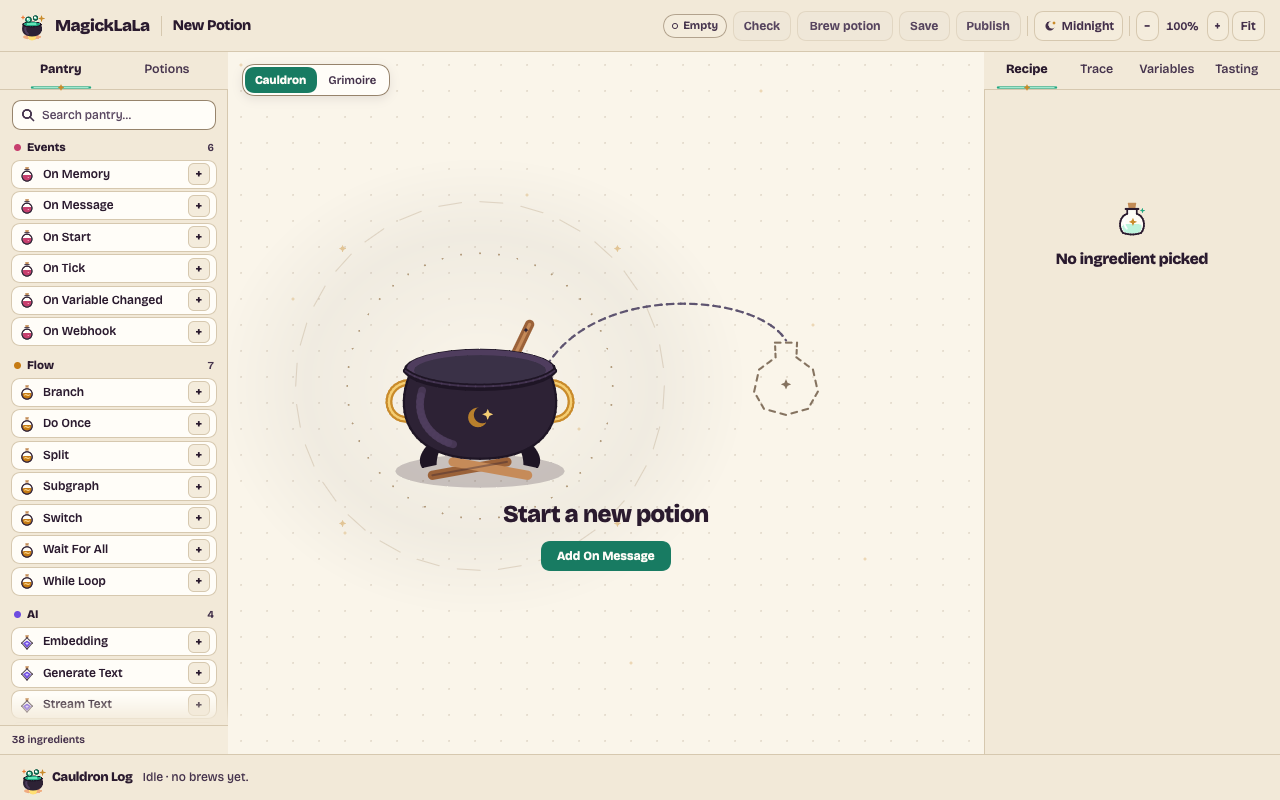 MagickLaLa
New Potion
Empty
Check
Brew potion
Save
Publish
Midnight
−
100%
+
Fit
Pantry
Potions
Cauldron
Grimoire
Recipe
Trace
Variables
Tasting
Search pantry...
Events
6
On Memory
+
On Message
+
On Start
+
On Tick
+
On Variable Changed
+
On Webhook
+
Flow
7
Branch
+
Do Once
+
Split
+
Subgraph
+
Switch
+
Wait For All
+
While Loop
+
AI
4
Embedding
+
Generate Text
+
Stream Text
+
38 ingredients
Start a new potion
Add On Message
No ingredient picked
Cauldron Log
Idle · no brews yet.